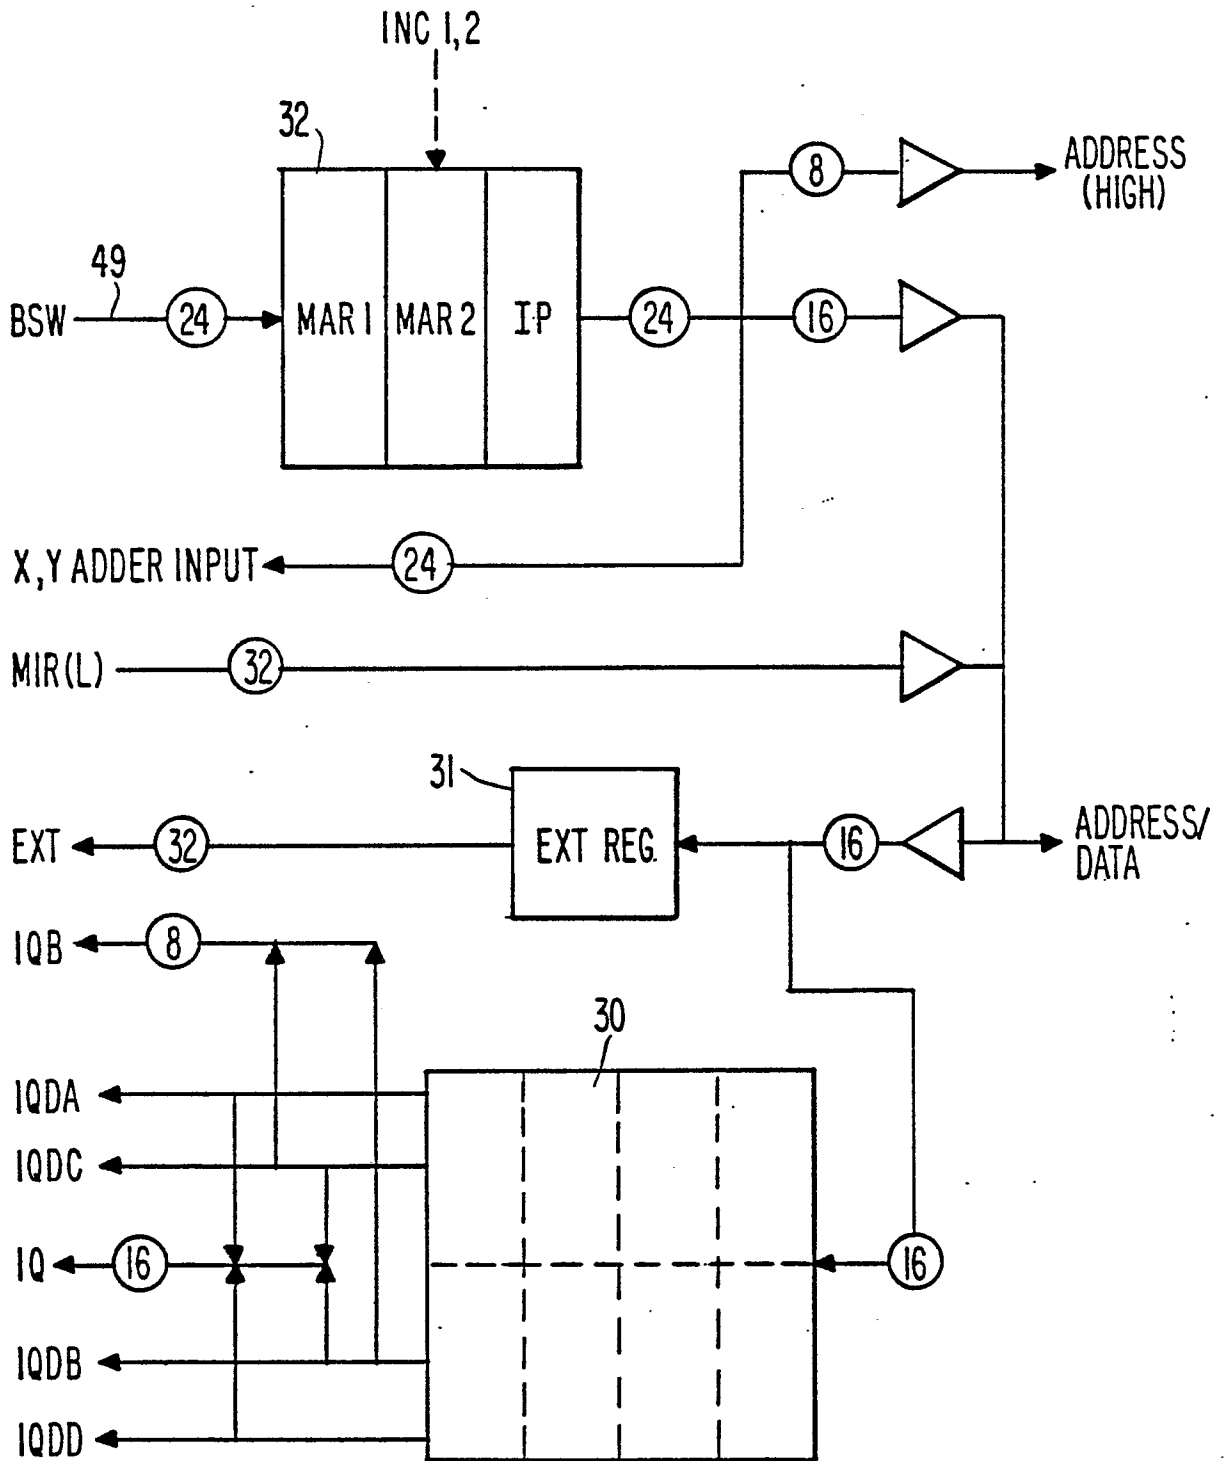 INC 1,2
32
8
ADDRESS
(HIGH)
49
BSW
24
MAR 1
MAR 2
IP
24
16
X,Y ADDER INPUT
24
MIR(L)
32
31
EXT
32
EXT REG.
16
ADDRESS/
DATA
IQB
8
30
IQDA
IQDC
IQ
16
16
IQDB
IQDD